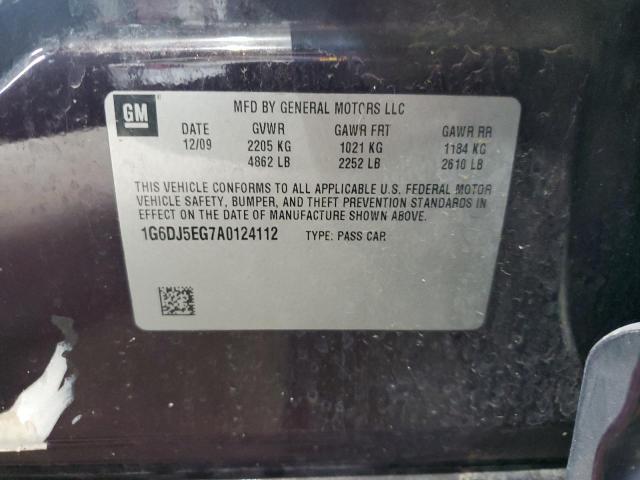 GM
MFD BY GENERAL MOTORS LLC
DATE GVWR GAWR FRT GAWR RR
12/09 2205 KG 1021 KG 1184 KG
4862 LB 2252 LB 2610 LB
THIS VEHICLE CONFORMS TO ALL APPLICABLE U.S. FEDERAL MOTOR
VEHICLE SAFETY, BUMPER, AND THEFT PREVENTION STANDARDS IN
EFFECT ON THE DATE OF MANUFACTURE SHOWN ABOVE.
1G6DJ5EG7A0124112 TYPE: PASS CAR